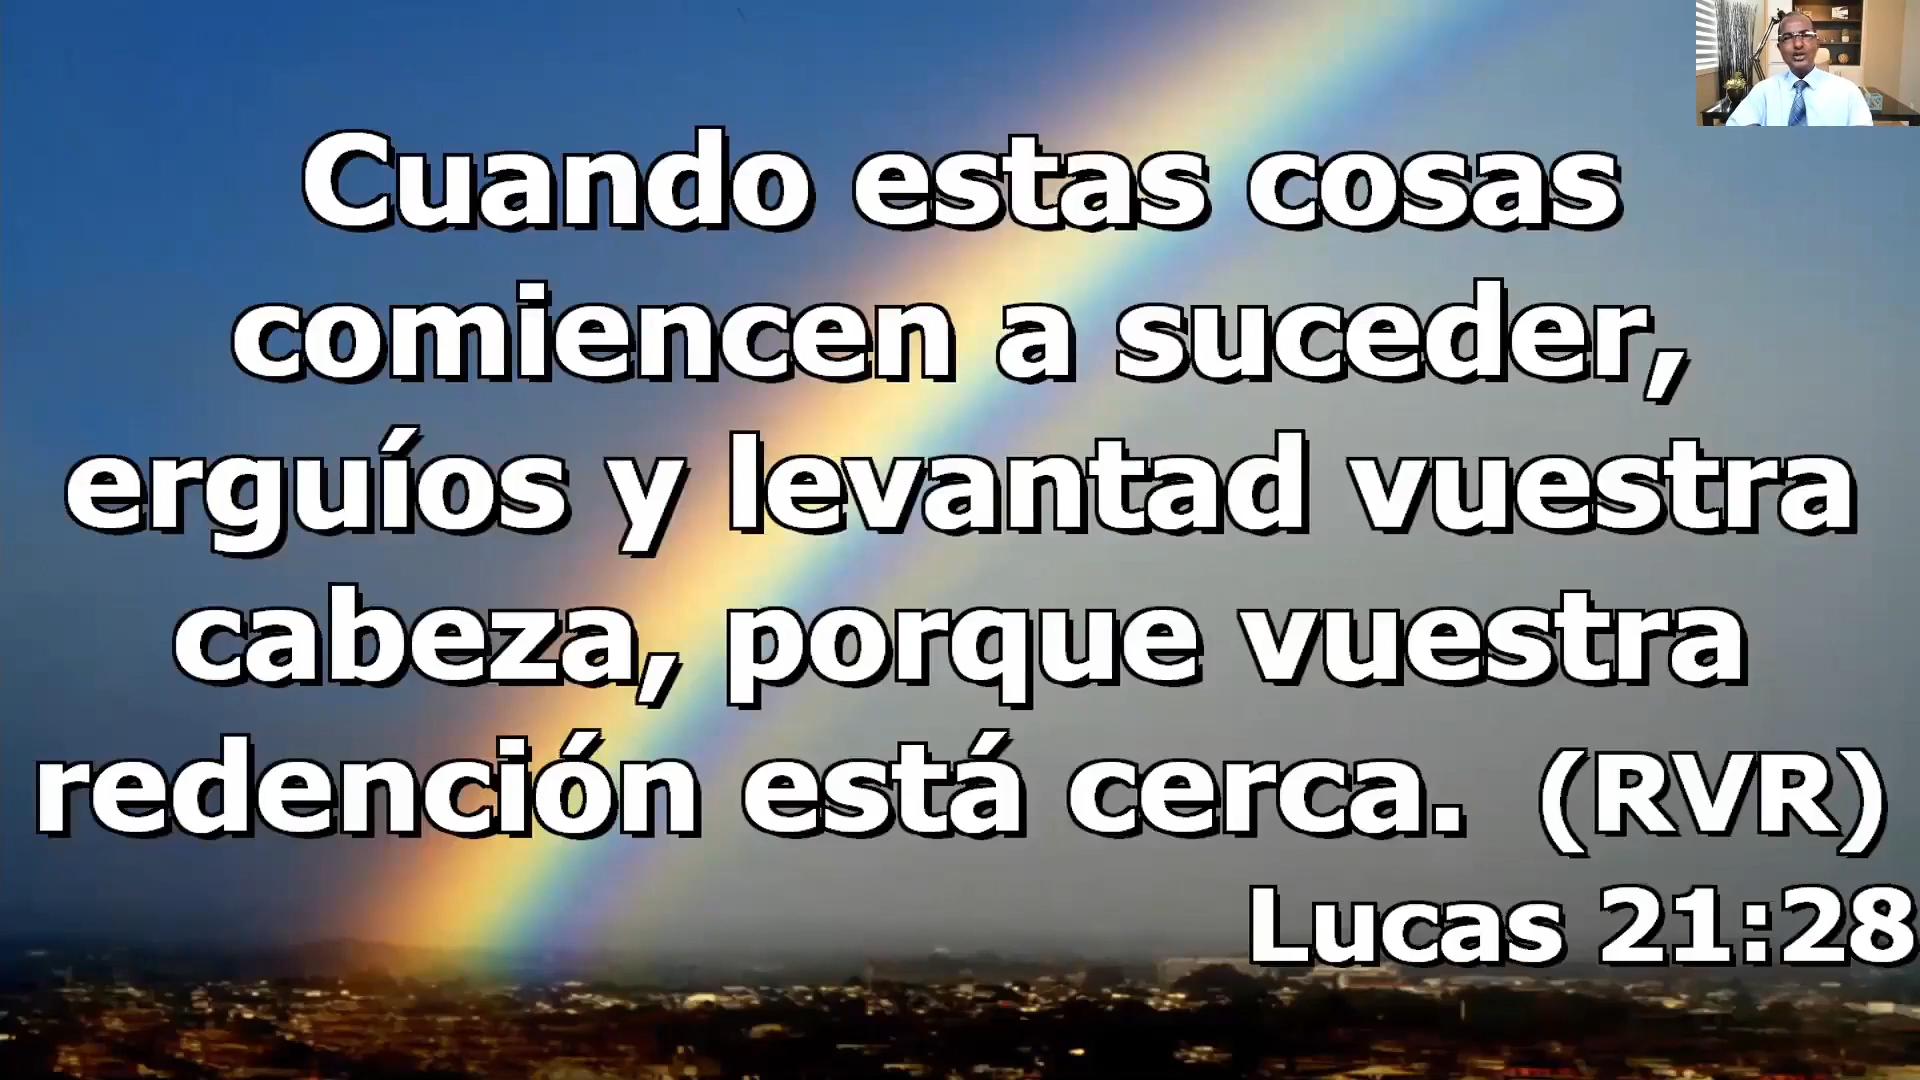 Cuando estas cosas
comiencen a suceder,
erguíos y levantad vuestra
cabeza, porque vuestra
redención está cerca. (RVR)
Lucas 21:28